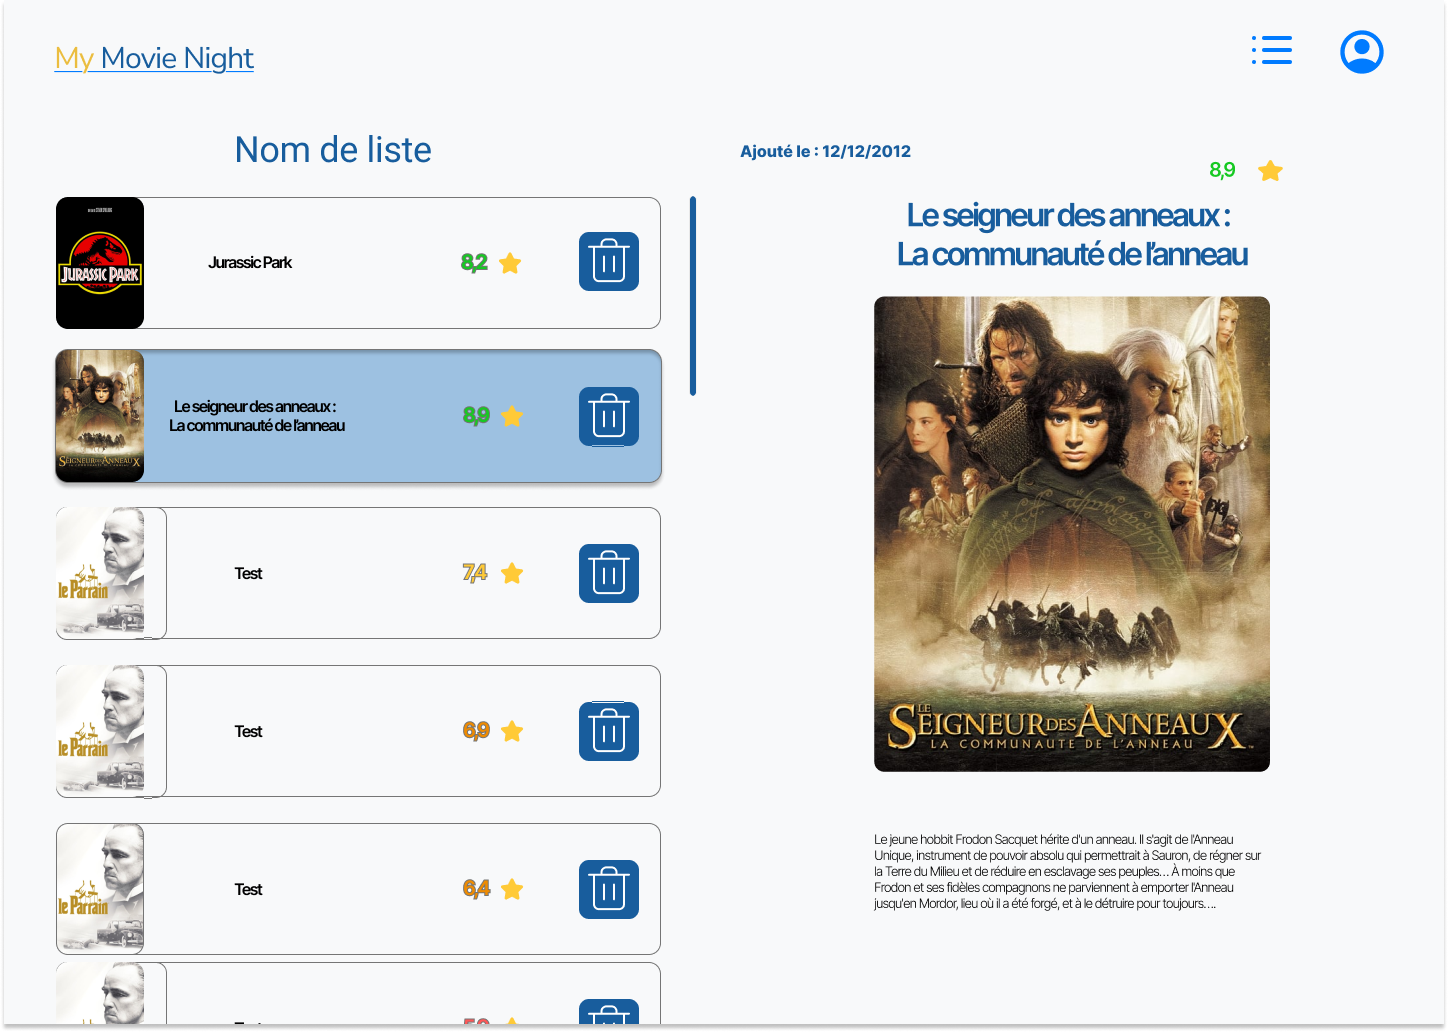 My Movie Night
Nom de liste
JURASSIC PARK
Jurassic Park
8,2
SEIGNEUR DES ANNEAUX
LA COMMUNAUTÉ DE L'ANNEAU
Le seigneur des anneaux :
La communauté de l'anneau
8,9
le Parrain
Test
7,4
le Parrain
Test
6,9
le Parrain
Test
6,4
Ajouté le : 12/12/2012
8,9
Le seigneur des anneaux :
La communauté de l'anneau
LE
SEIGNEUR DES ANNEAUX
LA COMMUNAUTE DE L'ANNEAU
Le jeune hobbit Frodon Sacquet hérite d'un anneau. Il s'agit de l'Anneau
Unique, instrument de pouvoir absolu qui permettrait à Sauron, de régner sur
la Terre du Milieu et de réduire en esclavage ses peuples… À moins que
Frodon et ses fidèles compagnons ne parviennent à emporter l'Anneau
jusqu'en Mordor, lieu où il a été forgé, et à le détruire pour toujours….